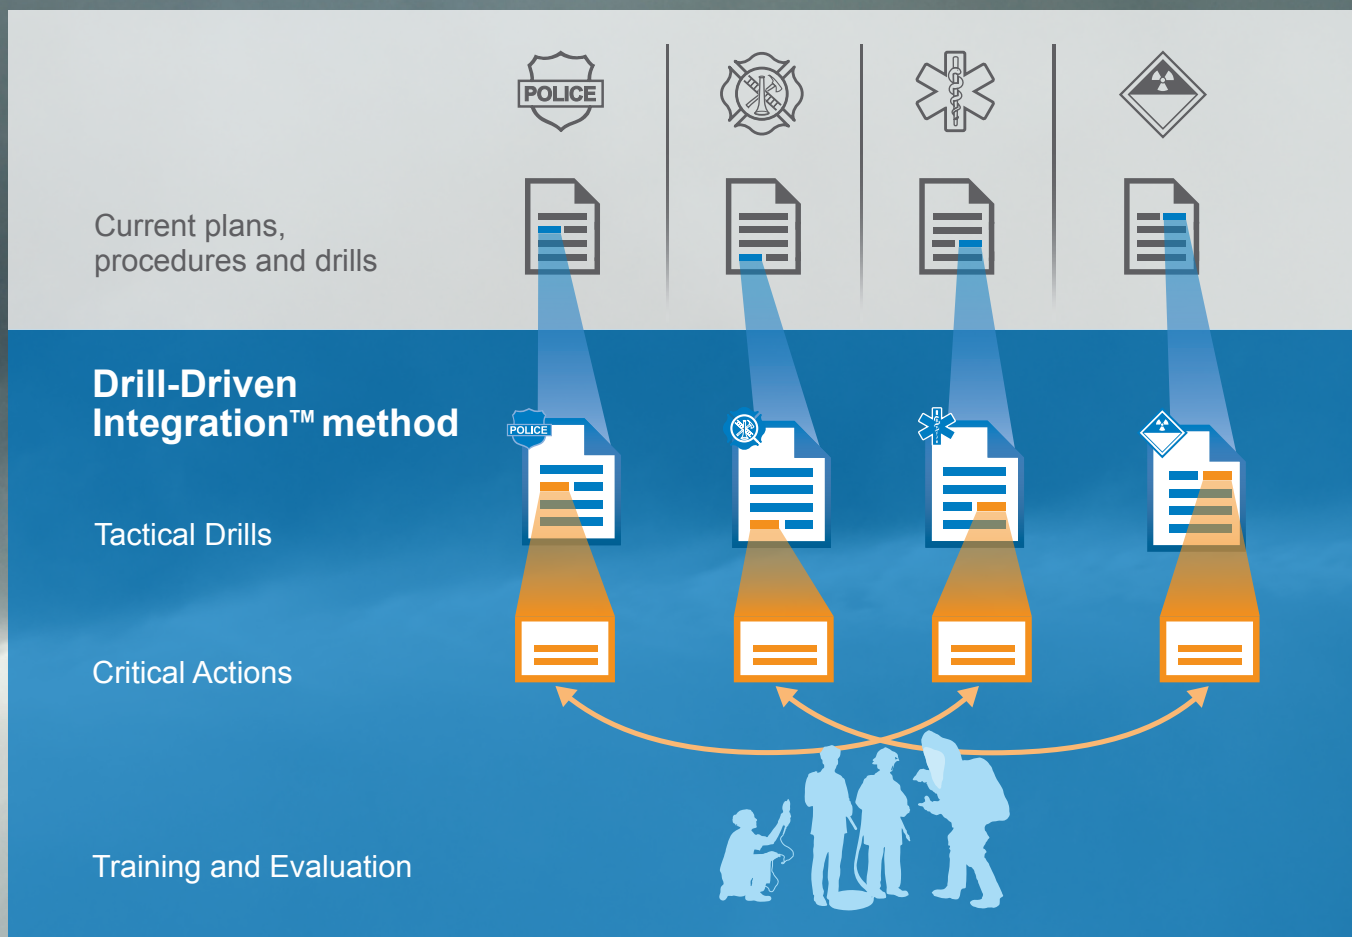 POLICE
Current plans,
procedures and drills
Drill-Driven
Integration™ method
POLICE
Tactical Drills
Critical Actions
Training and Evaluation